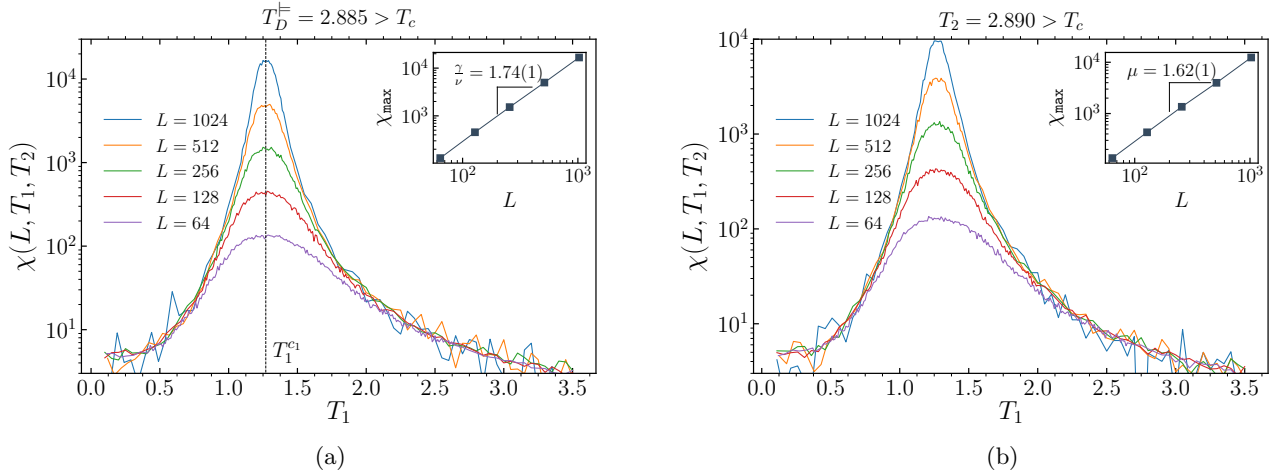 T_D^⊨ = 2.885 > T_c
10^4
10^3
10^2
10^1
χ(L, T_1, T_2)
L = 1024
L = 512
L = 256
L = 128
L = 64
T_1^{c_1}
0.0 0.5 1.0 1.5 2.0 2.5 3.0 3.5
T_1
γ/ν = 1.74(1)
χ_max
10^3
10^2 10^3
L
(a)
T_2 = 2.890 > T_c
10^4
10^3
10^2
10^1
χ(L, T_1, T_2)
L = 1024
L = 512
L = 256
L = 128
L = 64
0.0 0.5 1.0 1.5 2.0 2.5 3.0 3.5
T_1
μ = 1.62(1)
χ_max
10^4
10^3
10^2 10^3
L
(b)